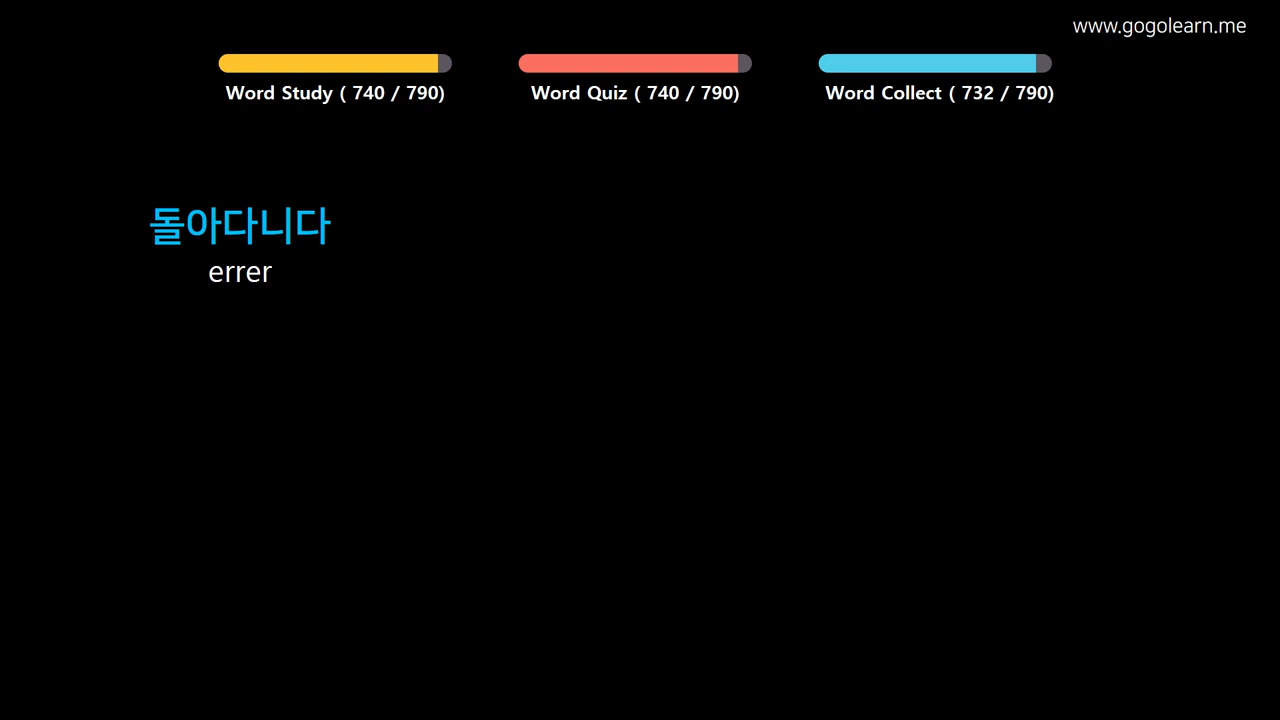 www.gogolearn.me
Word Study ( 740 / 790)
Word Quiz ( 740 / 790)
Word Collect ( 732 / 790)
돌아다니다
errer